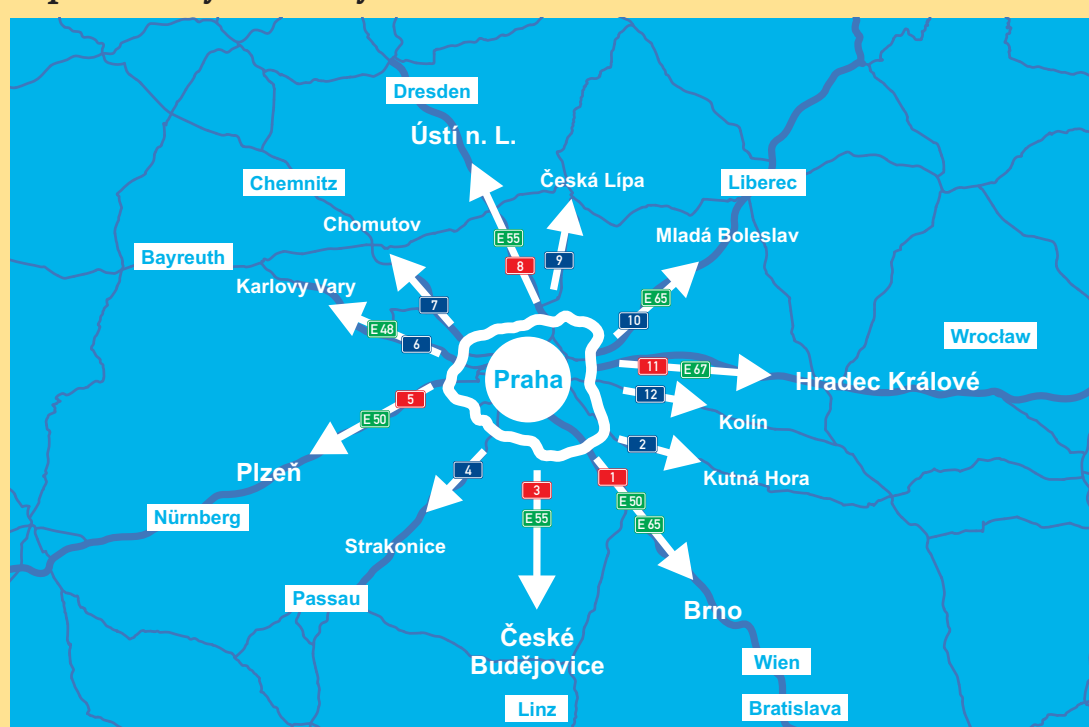 Dresden
Ústí n. L.
Chemnitz
Česká Lípa
Liberec
Chomutov
Mladá Boleslav
E 55
Bayreuth
9
8
Karlovy Vary
E 65
7
10
E 48
6
Wrocław
11
E 67
Praha
Hradec Králové
12
5
E 50
Kolín
2
Plzeň
4
1
Kutná Hora
3
E 50
Nürnberg
E 55
E 65
Strakonice
Passau
Brno
České
Budějovice
Wien
Linz
Bratislava